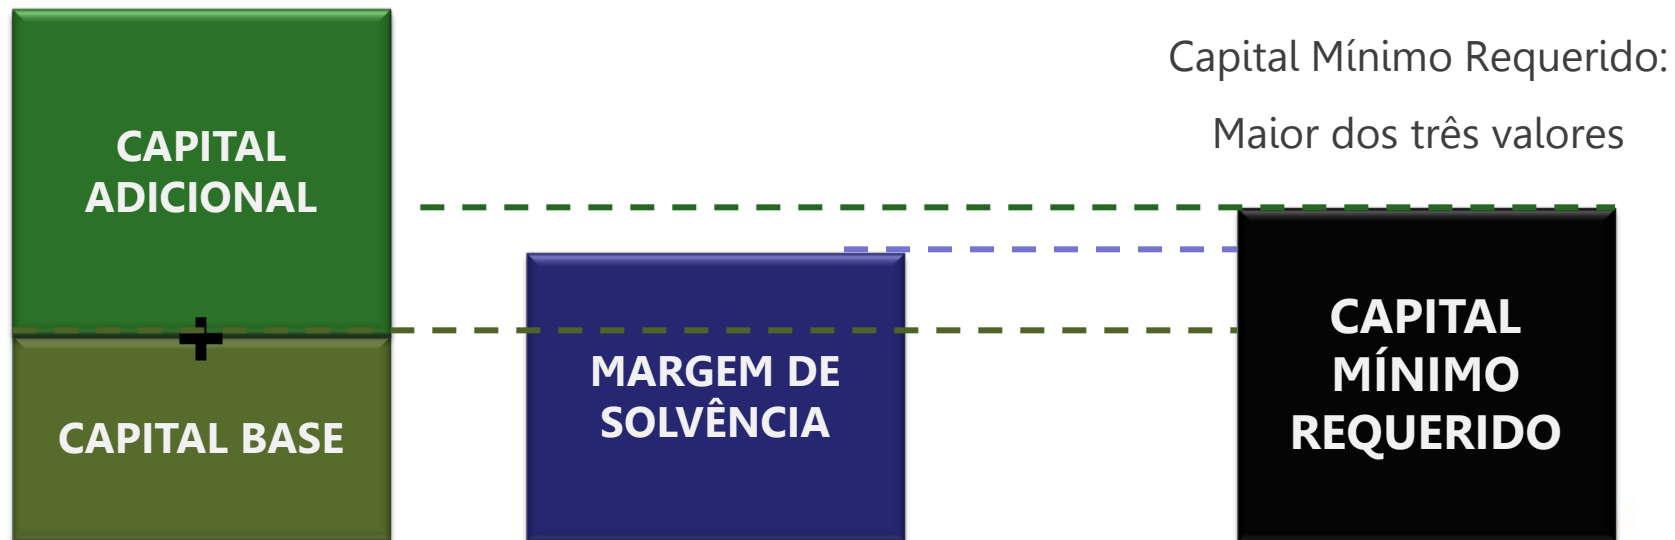 Capital Mínimo Requerido:
Maior dos três valores
CAPITAL
ADICIONAL
+
CAPITAL BASE
MARGEM DE
SOLVÊNCIA
CAPITAL
MÍNIMO
REQUERIDO